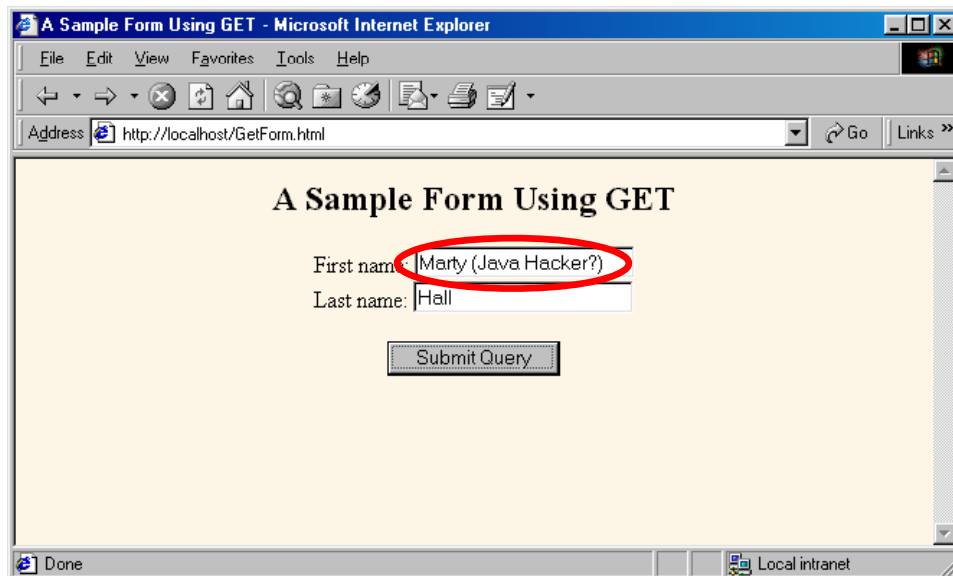 A Sample Form Using GET - Microsoft Internet Explorer
File Edit View Favorites Tools Help
Address http://localhost/GetForm.html Go Links »
A Sample Form Using GET
First name: Marty (Java Hacker?)
Last name: Hall
Submit Query
Done Local intranet